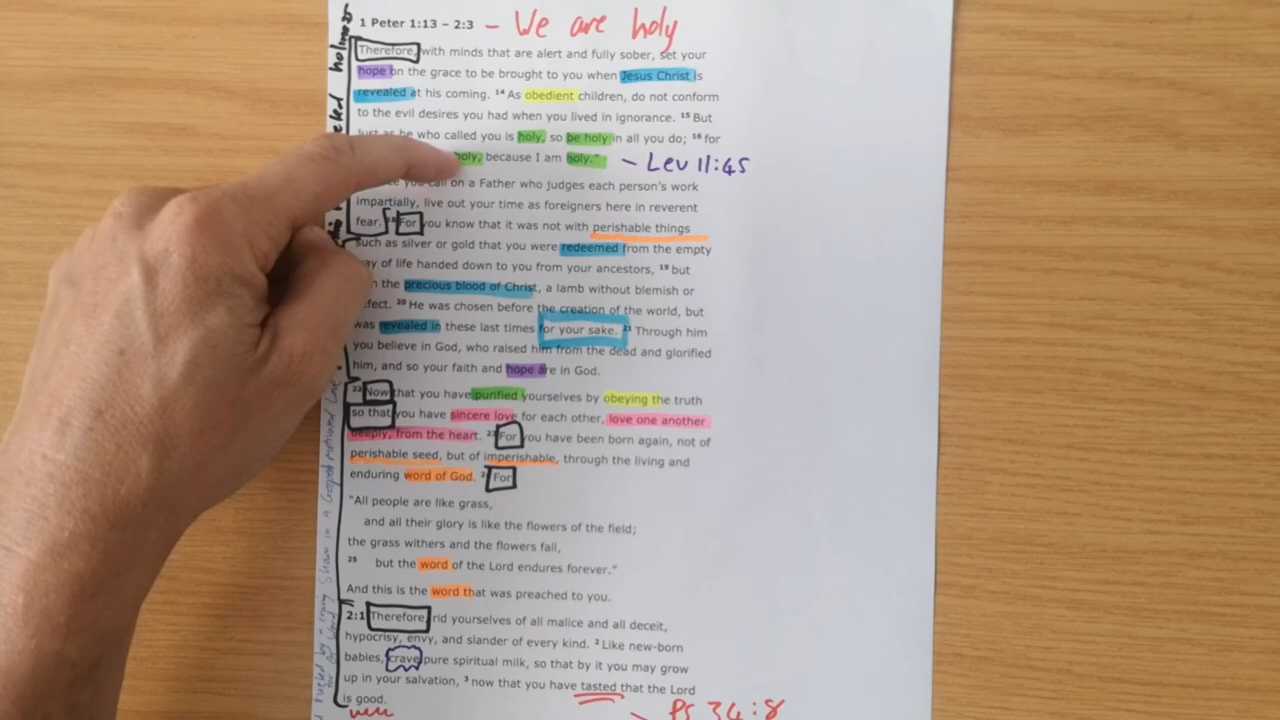 1 Peter 1:13 – 2:3 – We are holy
Therefore, with minds that are alert and fully sober, set your
hope on the grace to be brought to you when Jesus Christ is
revealed at his coming. 14 As obedient children, do not conform
to the evil desires you had when you lived in ignorance. 15 But
just as he who called you is holy, so be holy in all you do; 16 for
holy, because I am holy." – Lev 11:45
you call on a Father who judges each person's work
impartially, live out your time as foreigners here in reverent
fear. 18 For you know that it was not with perishable things
such as silver or gold that you were redeemed from the empty
way of life handed down to you from your ancestors, 19 but
the precious blood of Christ, a lamb without blemish or
defect. 20 He was chosen before the creation of the world, but
was revealed in these last times for your sake. 21 Through him
you believe in God, who raised him from the dead and glorified
him, and so your faith and hope are in God.
22 Now that you have purified yourselves by obeying the truth
so that you have sincere love for each other, love one another
deeply, from the heart. 23 For you have been born again, not of
perishable seed, but of imperishable, through the living and
enduring word of God. 24 For
"All people are like grass,
and all their glory is like the flowers of the field;
the grass withers and the flowers fall,
25 but the word of the Lord endures forever."
And this is the word that was preached to you.
2:1 Therefore, rid yourselves of all malice and all deceit,
hypocrisy, envy, and slander of every kind. 2 Like new-born
babies, crave pure spiritual milk, so that by it you may grow
up in your salvation, 3 now that you have tasted that the Lord
is good.
– Ps 34:8
holiness
Shown in a Gospel Motivated Love